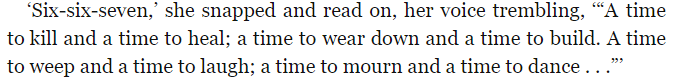 ‘Six-six-seven,’ she snapped and read on, her voice trembling, ‘“A time
to kill and a time to heal; a time to wear down and a time to build. A time
to weep and a time to laugh; a time to mourn and a time to dance . . .”’